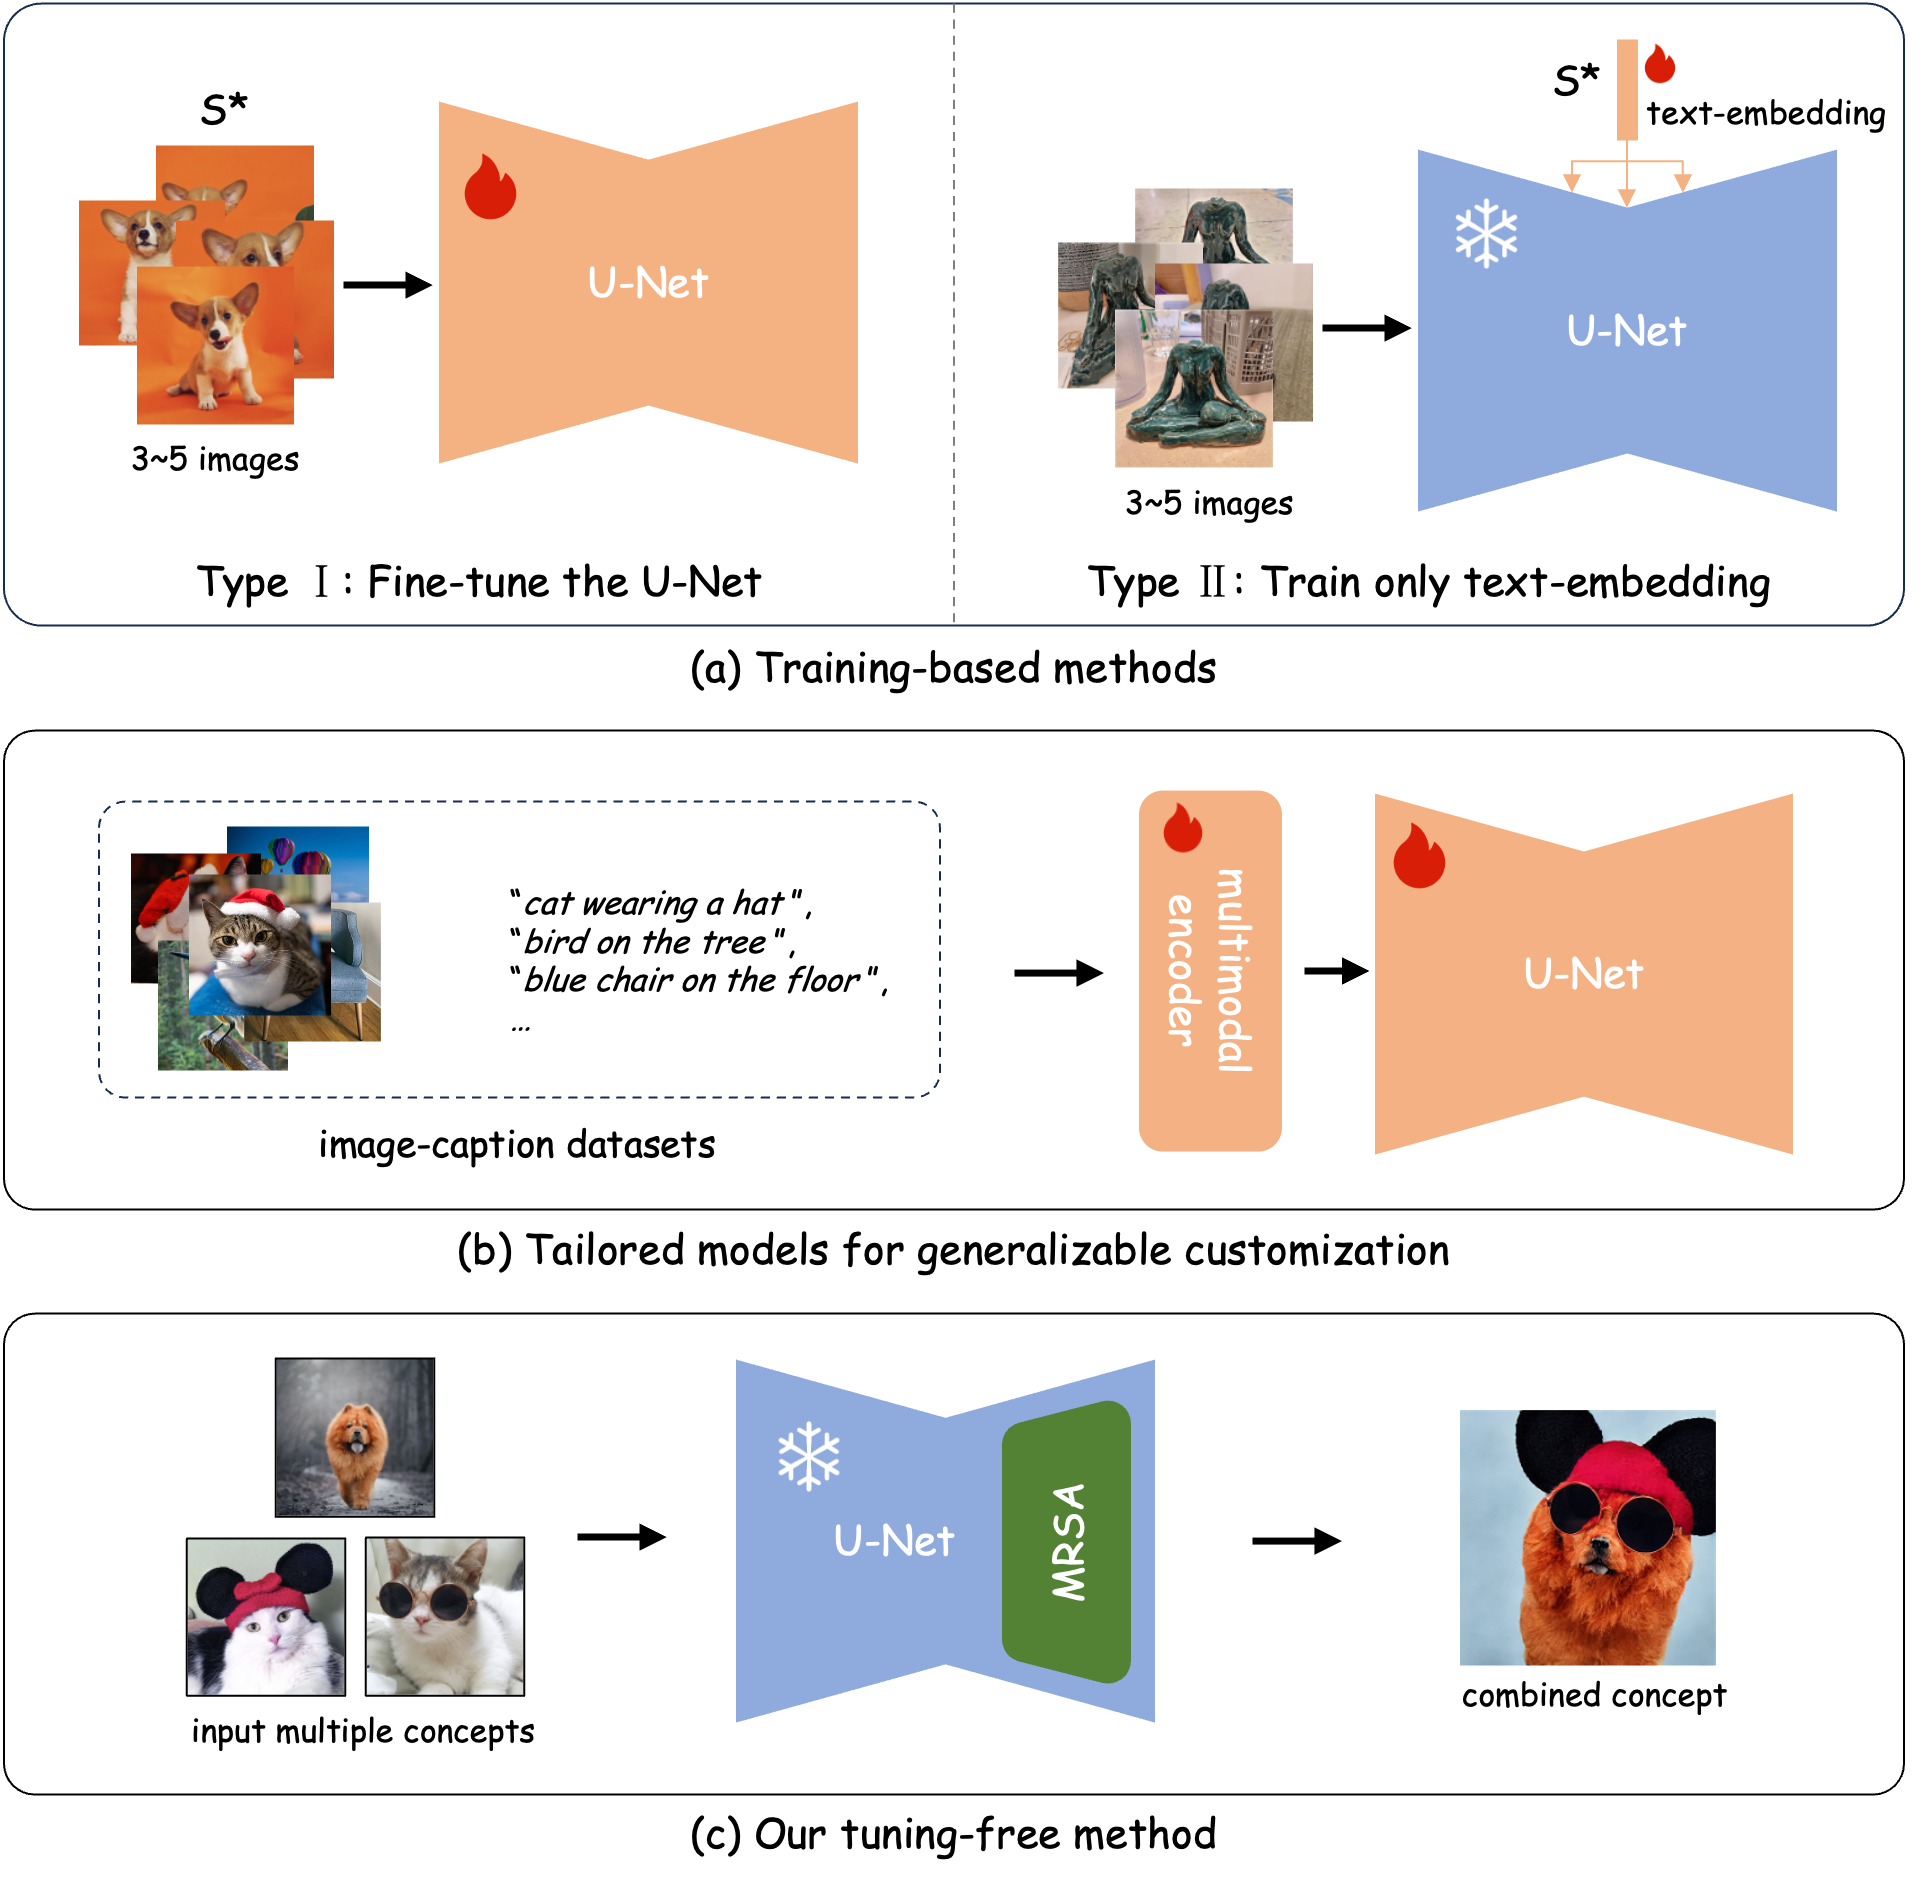 S*
U-Net
3~5 images
Type Ⅰ: Fine-tune the U-Net
S*
text-embedding
U-Net
3~5 images
Type Ⅱ: Train only text-embedding
(a) Training-based methods
“cat wearing a hat",
“bird on the tree",
“blue chair on the floor",
...
image-caption datasets
multimodal
encoder
U-Net
(b) Tailored models for generalizable customization
input multiple concepts
U-Net
MRSA
combined concept
(c) Our tuning-free method